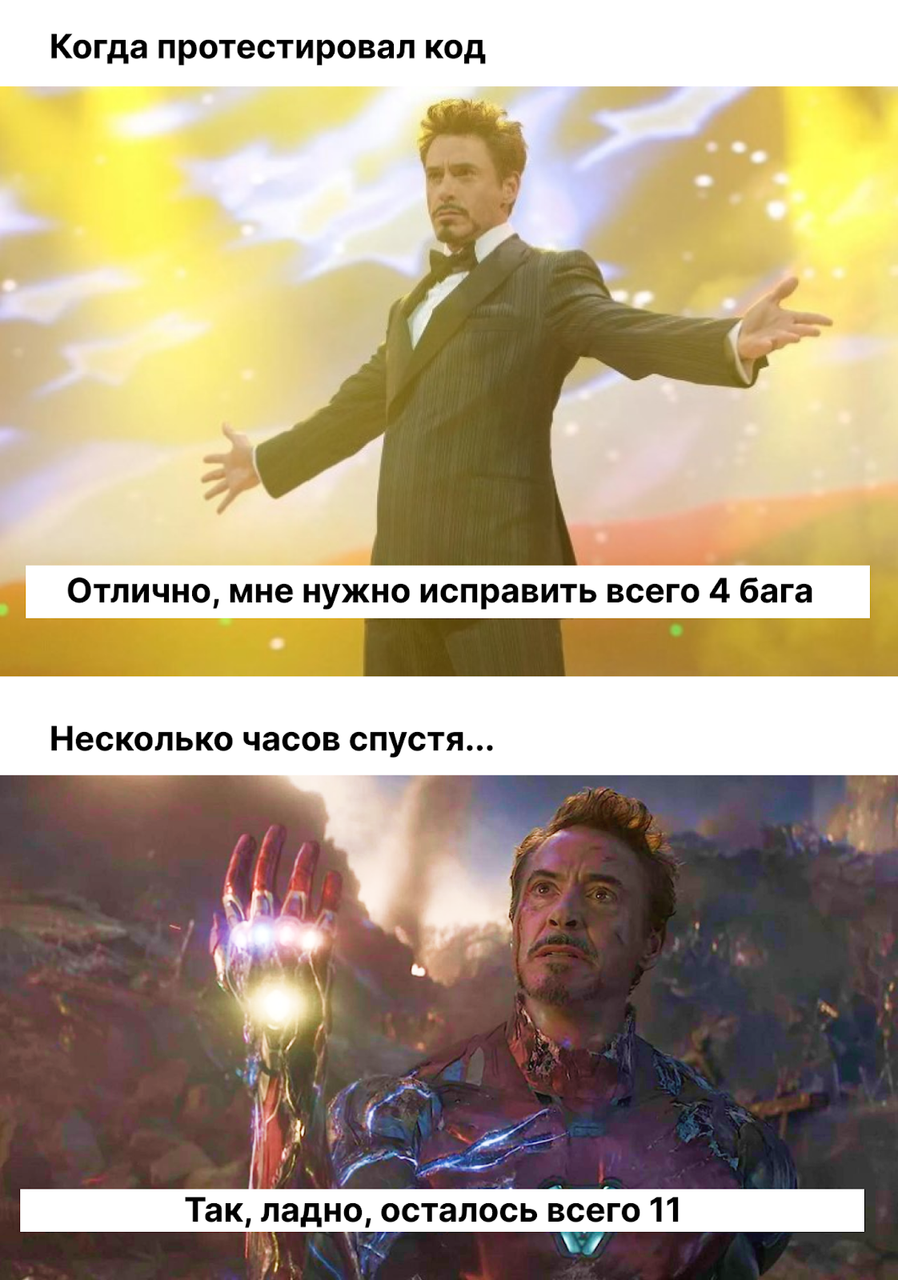 Когда протестировал код
Отлично, мне нужно исправить всего 4 бага
Несколько часов спустя...
Так, ладно, осталось всего 11